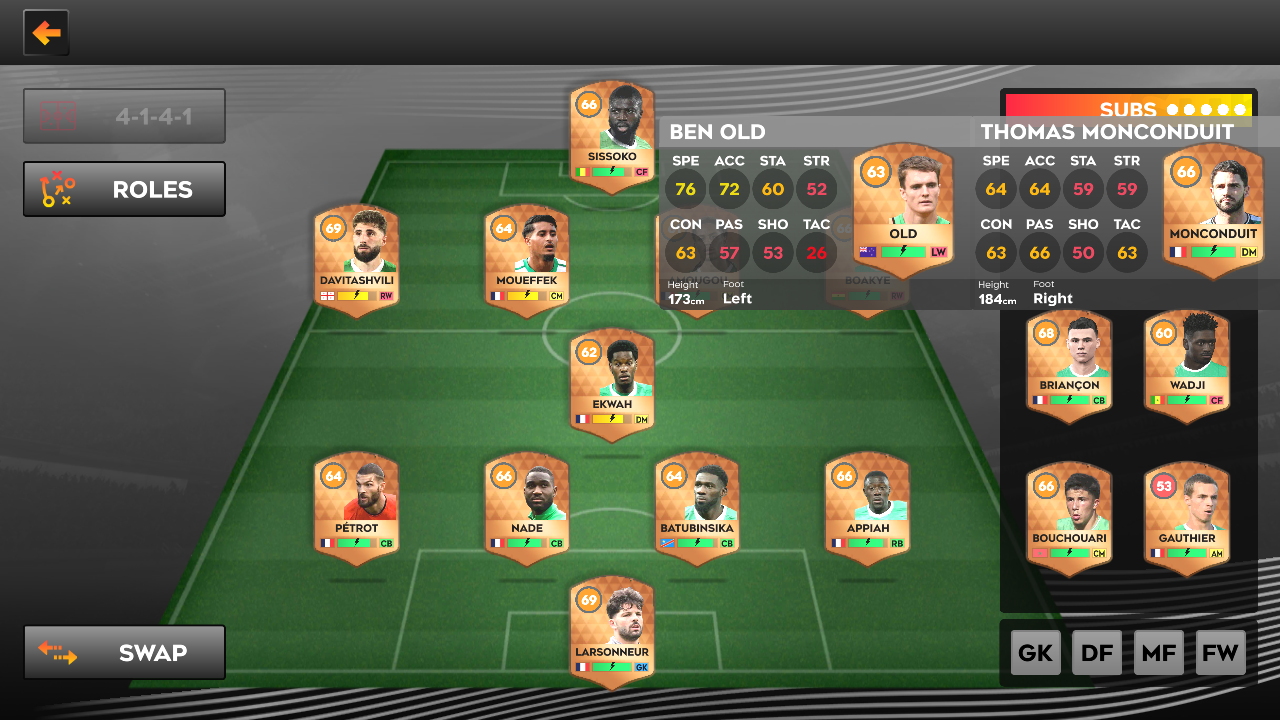 4-1-4-1
ROLES
66
SISSOKO
CF
SUBS
BEN OLD
SPE ACC STA STR
76 72 60 52
CON PAS SHO TAC
63 57 53 26
Height Foot
173cm Left
63
OLD
LW
THOMAS MONCONDUIT
SPE ACC STA STR
64 64 59 59
CON PAS SHO TAC
63 66 50 63
Height Foot
184cm Right
66
MONCONDUIT
DM
69
DAVITASHVILI
RW
64
MOUEFFEK
CM
AMOUGOU
66
BOAKYE
RW
68
BRIANÇON
CB
60
WADJI
CF
62
EKWAH
DM
64
PÉTROT
CB
66
NADE
CB
64
BATUBINSIKA
CB
66
APPIAH
RB
66
BOUCHOUARI
CM
53
GAUTHIER
AM
69
LARSONNEUR
GK
SWAP
GK DF MF FW